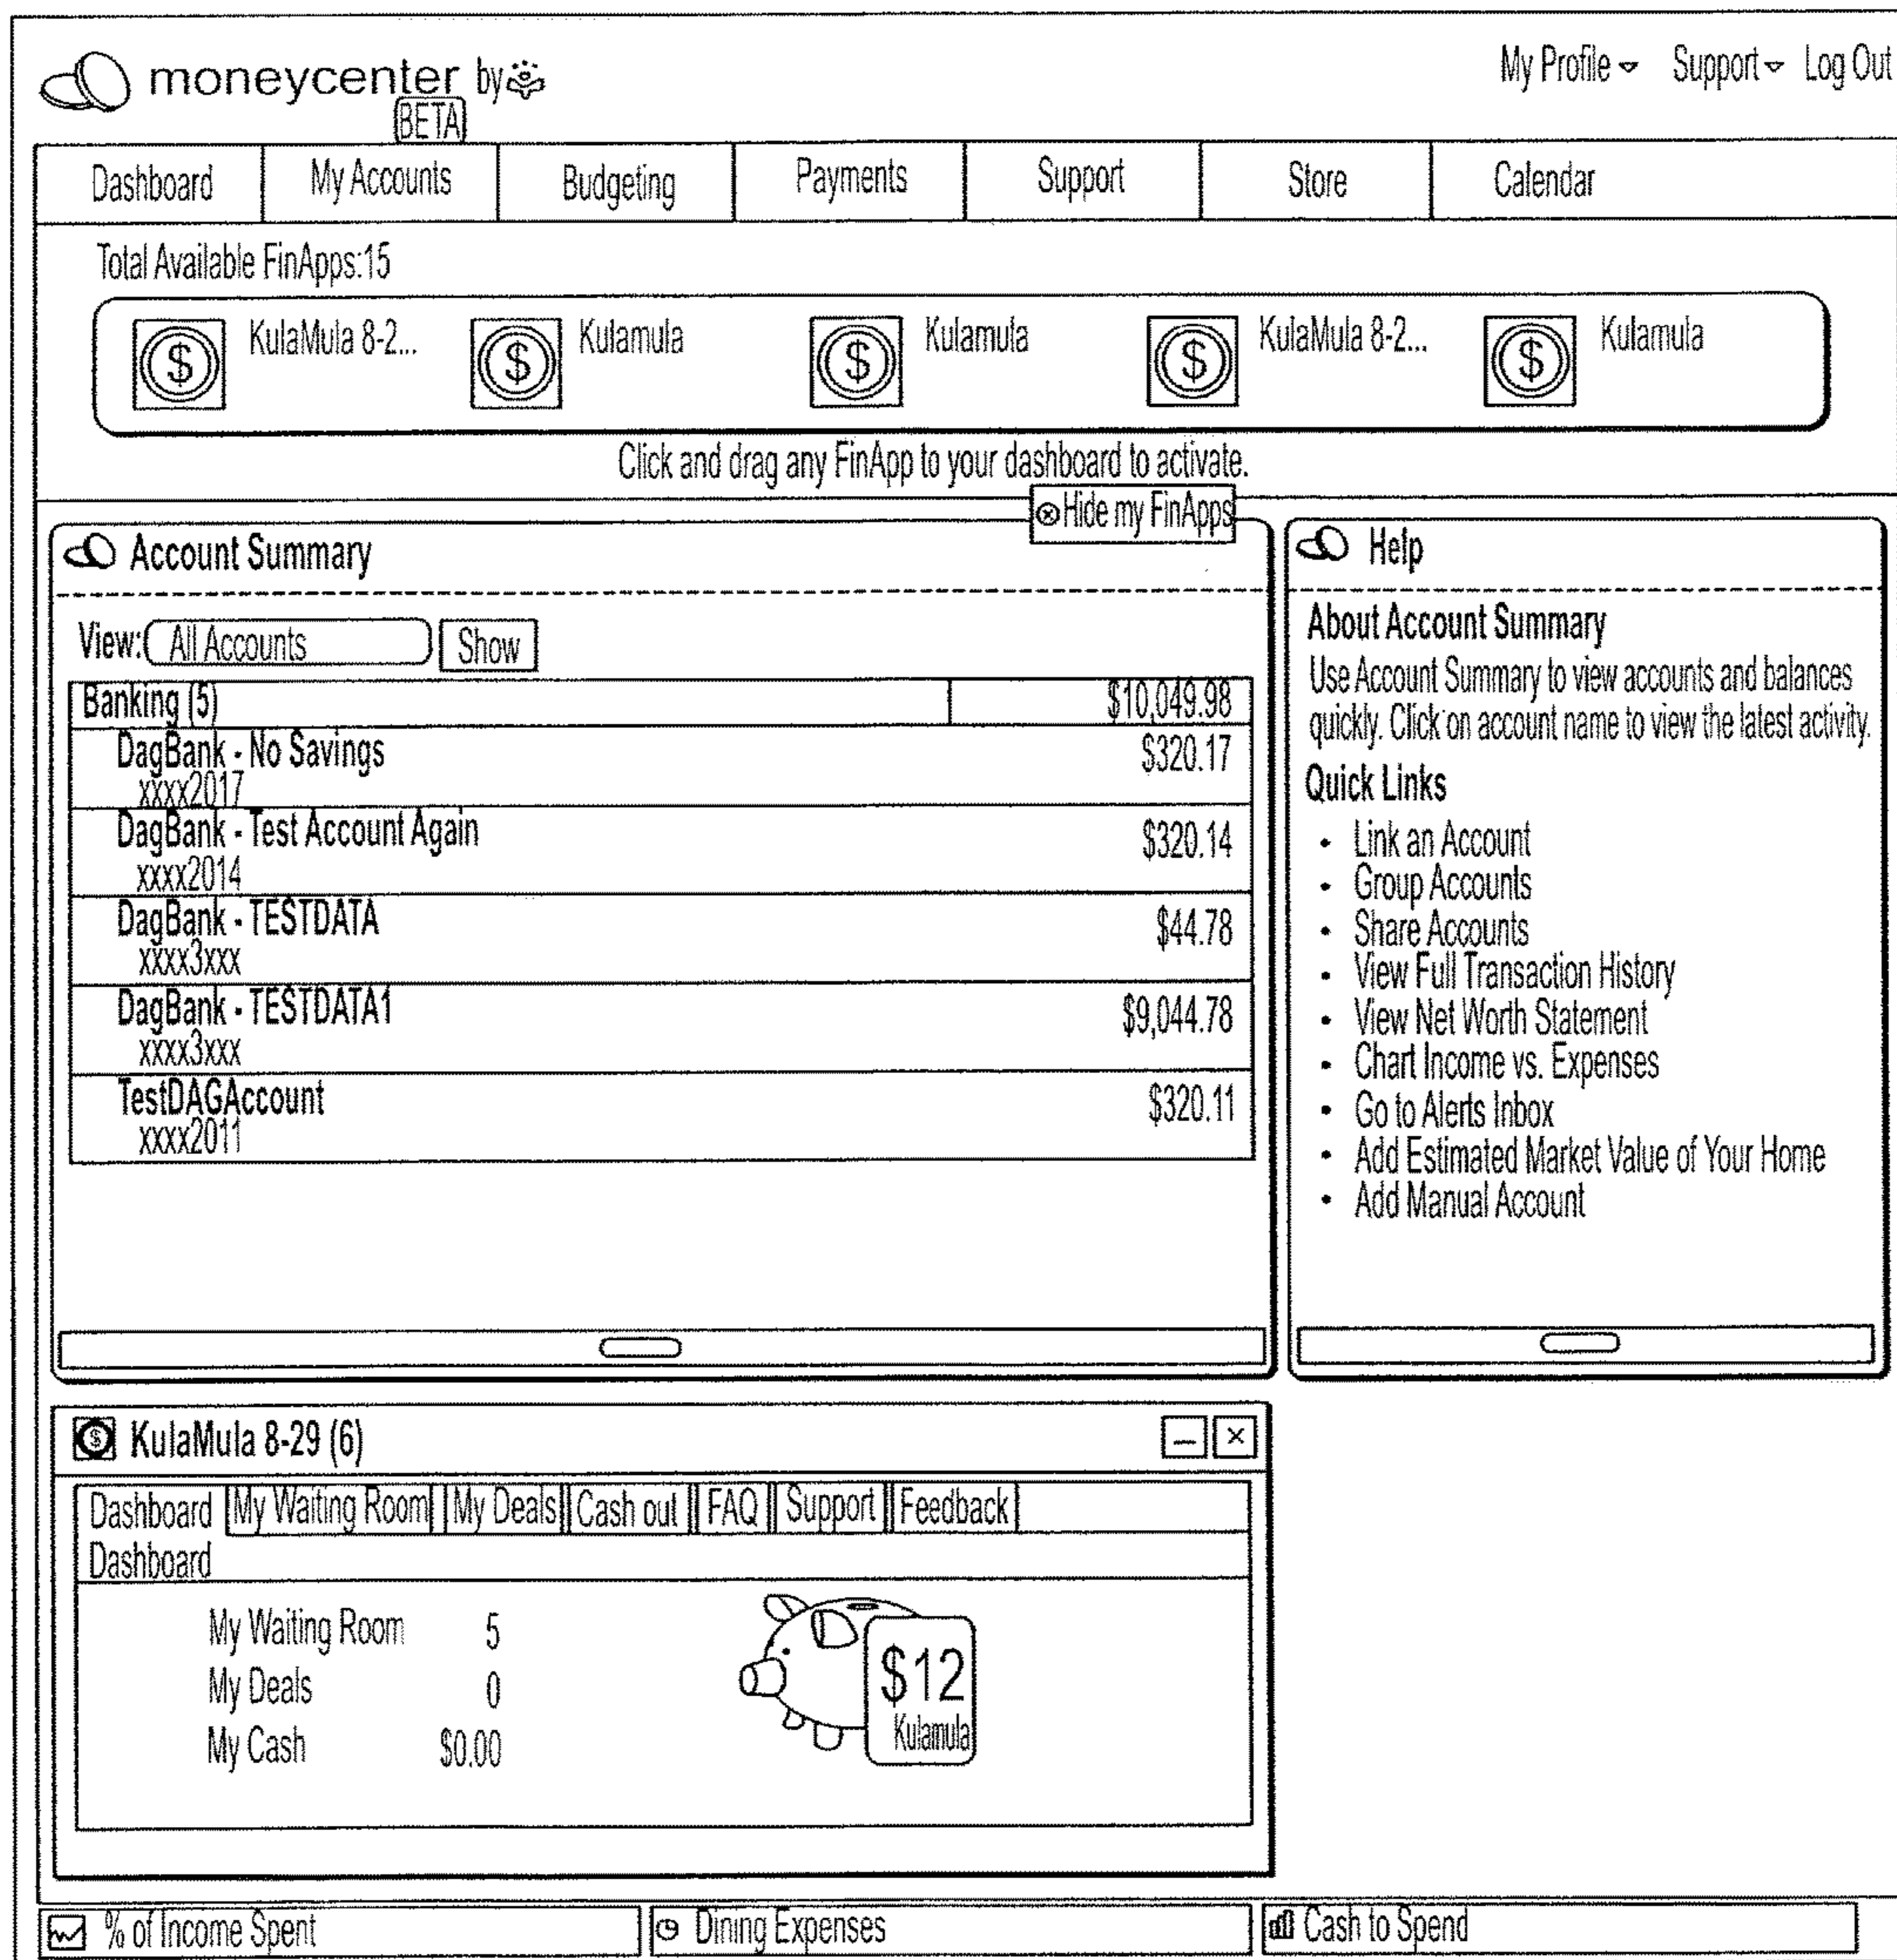 moneycenter by
BETA
My Profile Support Log Out
Dashboard My Accounts Budgeting Payments Support Store Calendar
Total Available FinApps:15
KulaMula 8-2... Kulamula Kulamula KulaMula 8-2... Kulamula
Click and drag any FinApp to your dashboard to activate.
Hide my FinApps
Account Summary
View: All Accounts Show
Banking (5) $10,049.98
DagBank - No Savings $320.17
xxxx2017
DagBank - Test Account Again $320.14
xxxx2014
DagBank - TESTDATA $44.78
xxxx3xxx
DagBank - TESTDATA1 $9,044.78
xxxx3xxx
TestDAGAccount $320.11
xxxx2011
Help
About Account Summary
Use Account Summary to view accounts and balances
quickly. Click on account name to view the latest activity.
Quick Links
• Link an Account
• Group Accounts
• Share Accounts
• View Full Transaction History
• View Net Worth Statement
• Chart Income vs. Expenses
• Go to Alerts Inbox
• Add Estimated Market Value of Your Home
• Add Manual Account
KulaMula 8-29 (6)
Dashboard My Waiting Room My Deals Cash out FAQ Support Feedback
Dashboard
My Waiting Room 5
My Deals 0
My Cash $0.00
$12
Kulamula
% of Income Spent Dining Expenses Cash to Spend